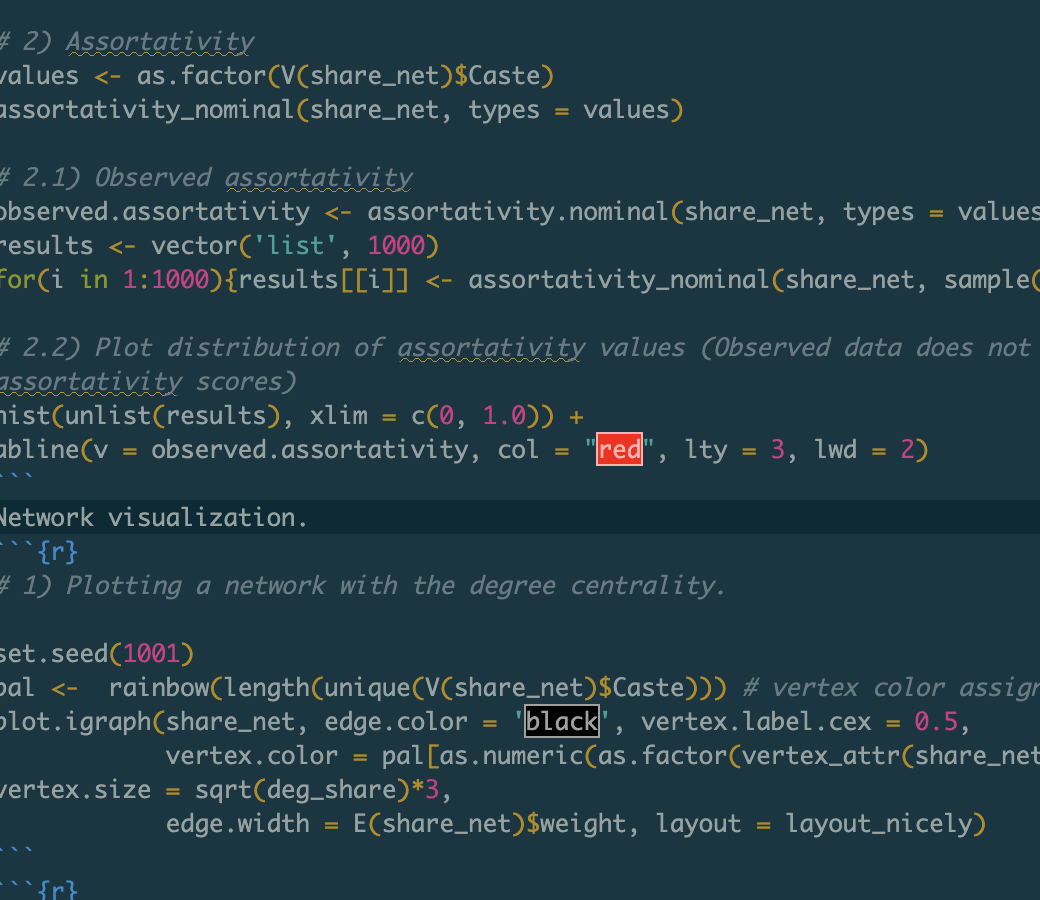 # 2) Assortativity
values <- as.factor(V(share_net)$Caste)
assortativity_nominal(share_net, types = values)
# 2.1) Observed assortativity
observed.assortativity <- assortativity.nominal(share_net, types = values
results <- vector('list', 1000)
for(i in 1:1000){results[[i]] <- assortativity_nominal(share_net, sample(
# 2.2) Plot distribution of assortativity values (Observed data does not
assortativity scores)
hist(unlist(results), xlim = c(0, 1.0)) +
abline(v = observed.assortativity, col = "red", lty = 3, lwd = 2)
```
Network visualization.
```{r}
# 1) Plotting a network with the degree centrality.
set.seed(1001)
pal <-  rainbow(length(unique(V(share_net)$Caste))) # vertex color assign
plot.igraph(share_net, edge.color = 'black', vertex.label.cex = 0.5,
vertex.color = pal[as.numeric(as.factor(vertex_attr(share_net
vertex.size = sqrt(deg_share)*3,
edge.width = E(share_net)$weight, layout = layout_nicely)
```
```{r}